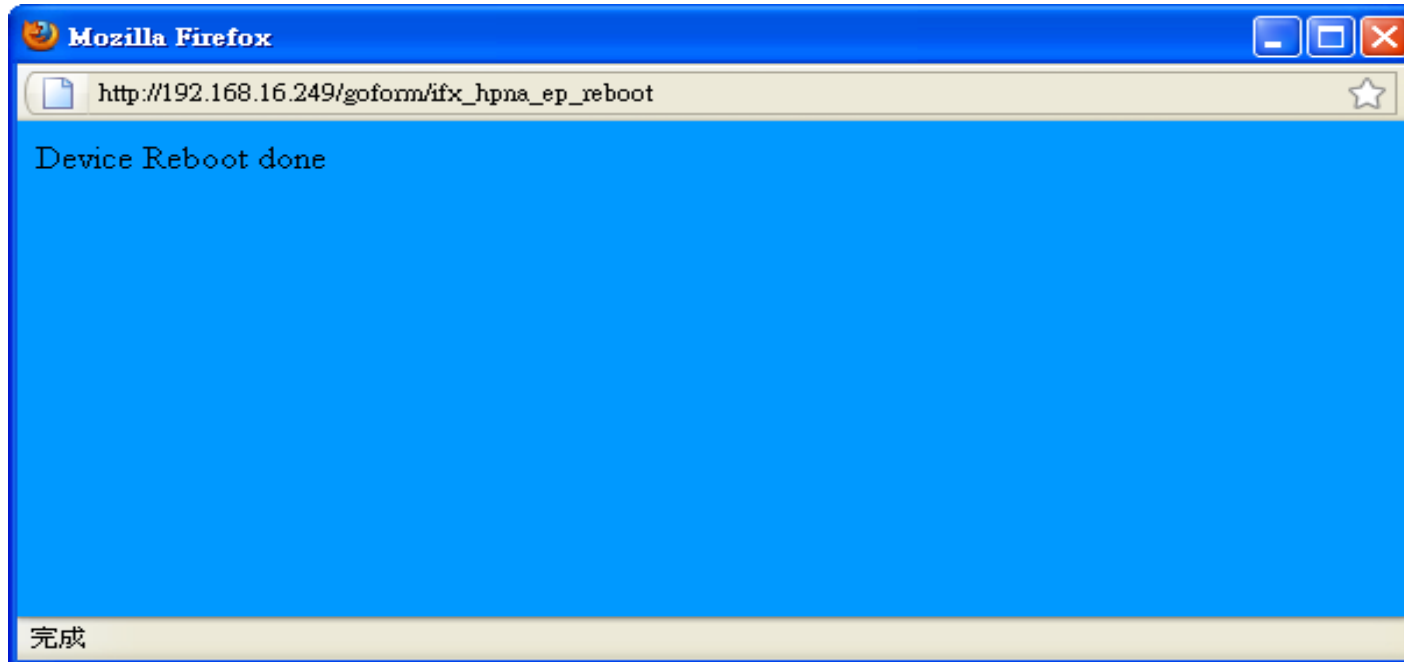 Mozilla Firefox
http://192.168.16.249/goform/ifx_hpna_ep_reboot
Device Reboot done
完成